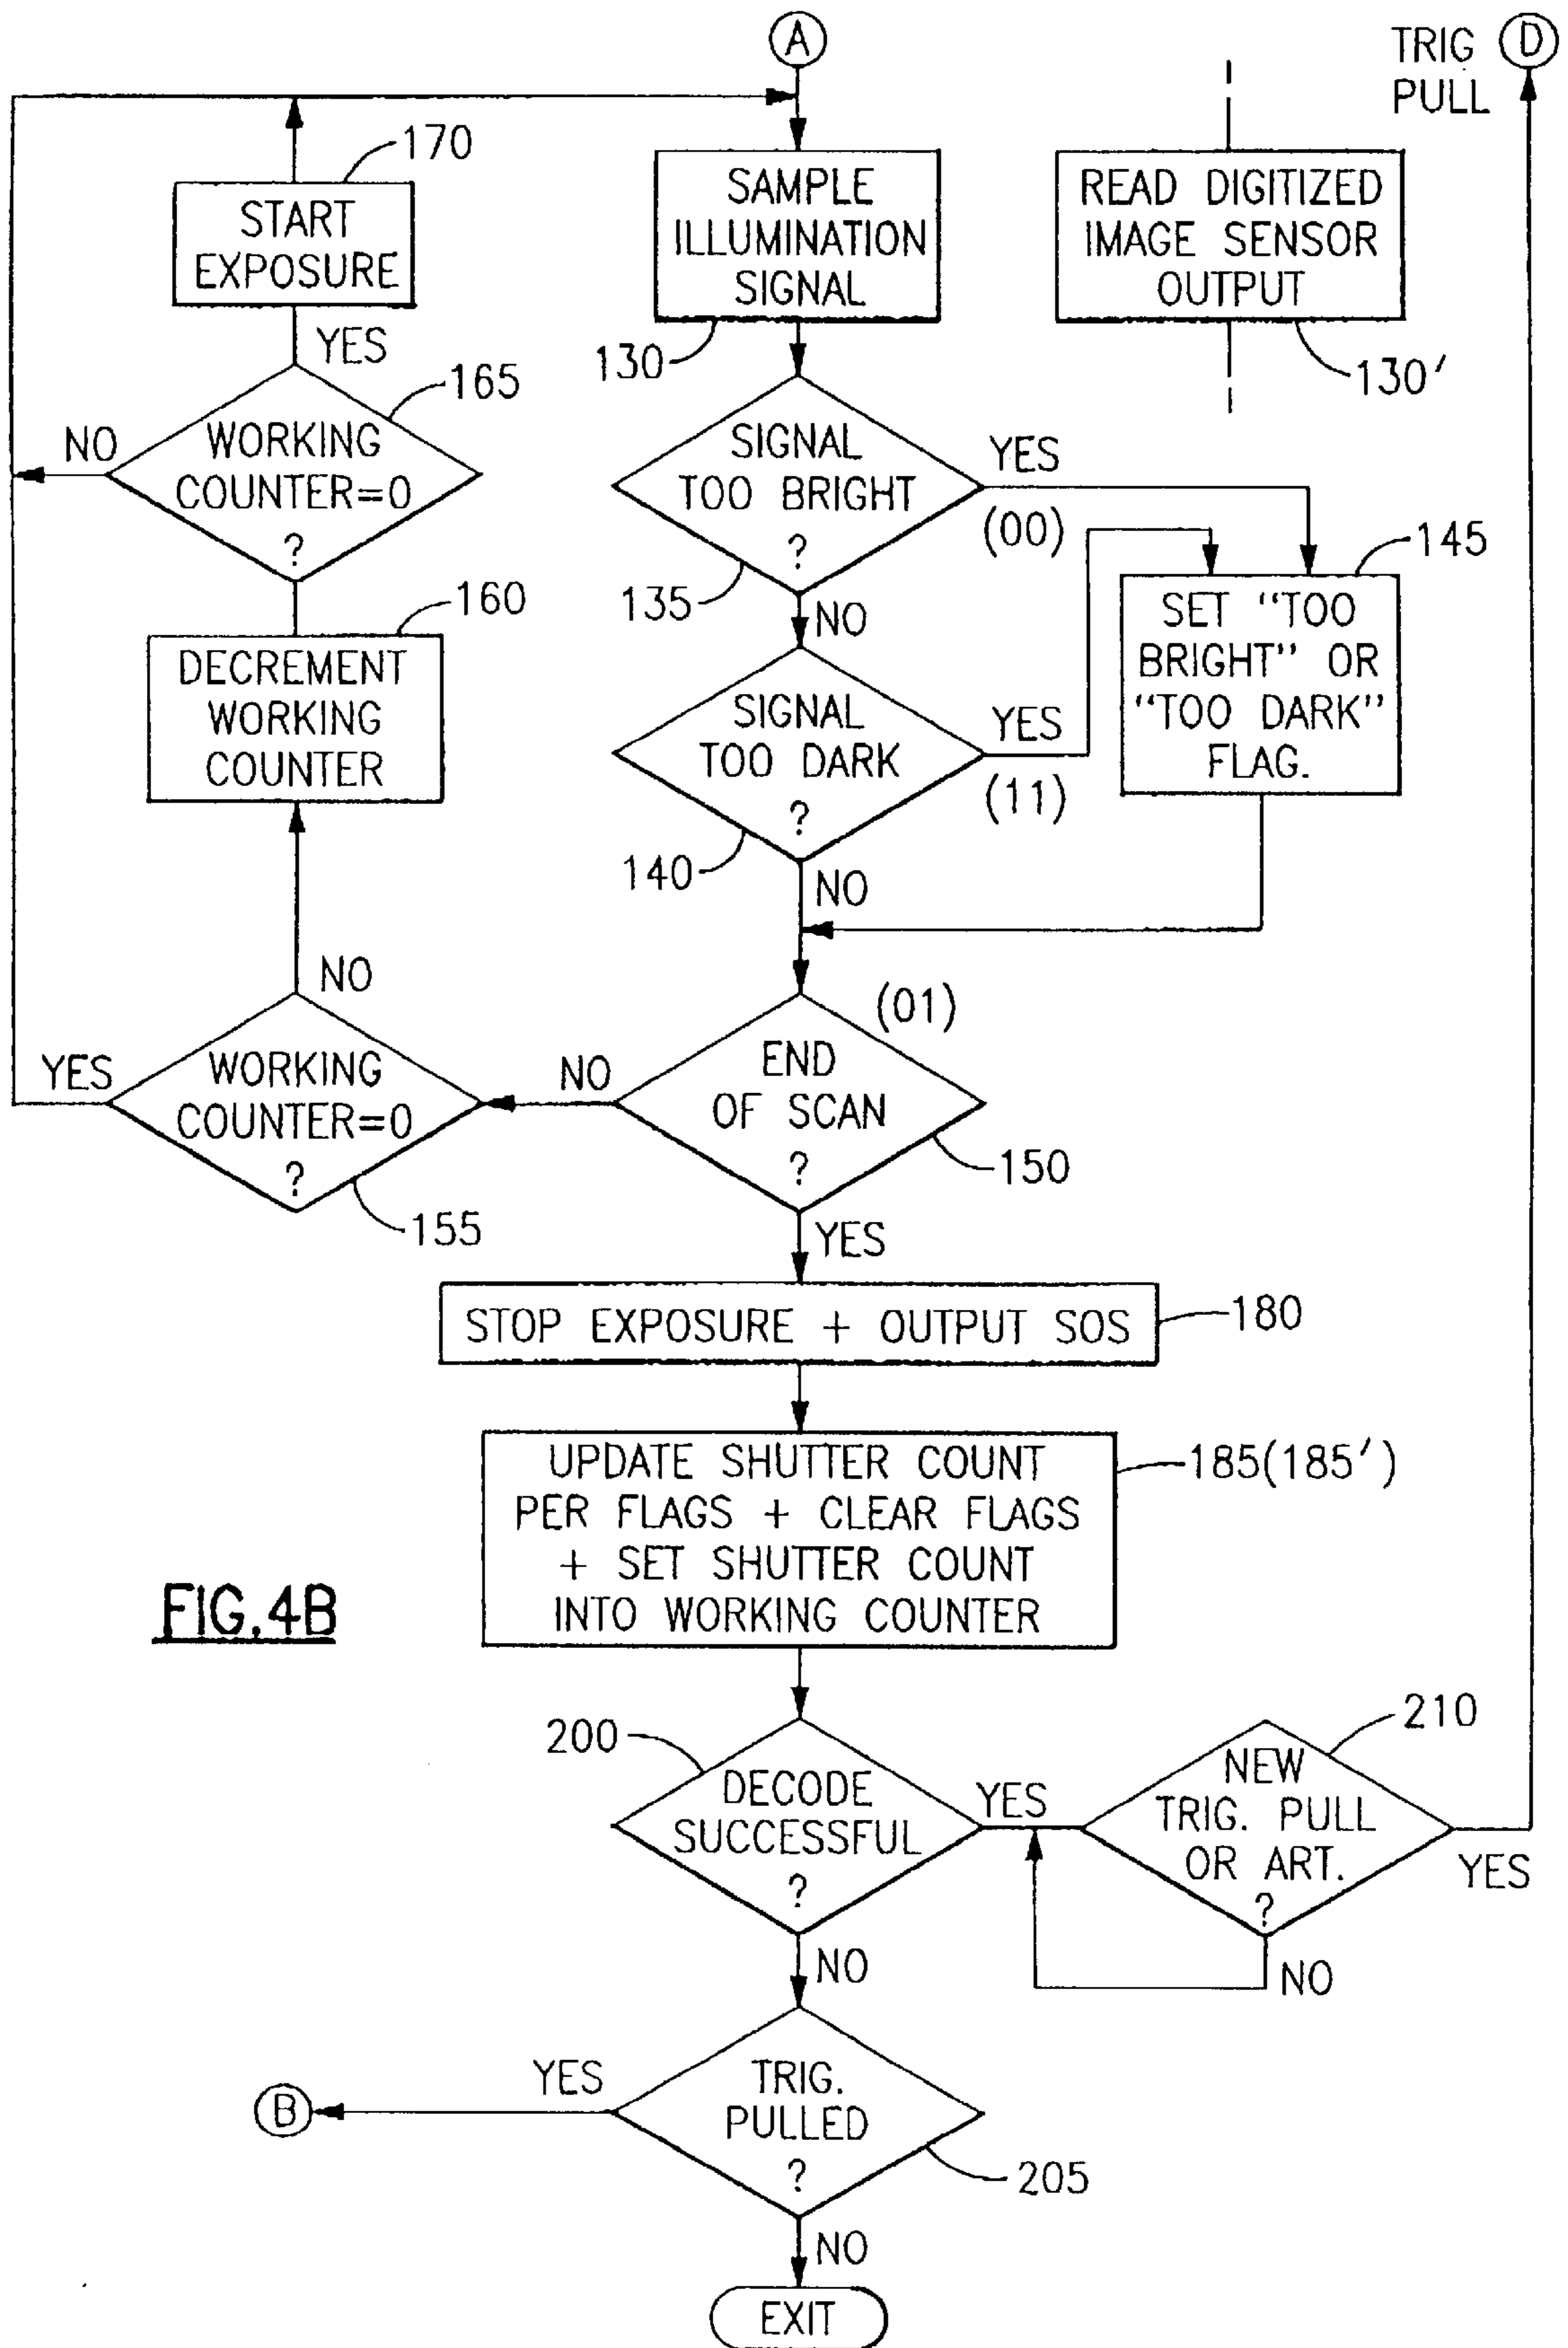 A
TRIG
PULL
D
170
START
EXPOSURE
YES
165
NO
WORKING
COUNTER=0
?
160
DECREMENT
WORKING
COUNTER
NO
YES
WORKING
COUNTER=0
?
155
SAMPLE
ILLUMINATION
SIGNAL
130
READ DIGITIZED
IMAGE SENSOR
OUTPUT
130'
SIGNAL
TOO BRIGHT
?
YES
(00)
135
NO
145
SET "TOO
BRIGHT" OR
"TOO DARK"
FLAG.
SIGNAL
TOO DARK
?
YES
(11)
140
NO
(01)
END
OF SCAN
?
NO
150
YES
STOP EXPOSURE + OUTPUT SOS
180
UPDATE SHUTTER COUNT
PER FLAGS + CLEAR FLAGS
+ SET SHUTTER COUNT
INTO WORKING COUNTER
185(185')
FIG.4B
200
DECODE
SUCCESSFUL
?
YES
210
NEW
TRIG. PULL
OR ART.
?
YES
NO
NO
TRIG.
PULLED
?
YES
B
205
NO
EXIT